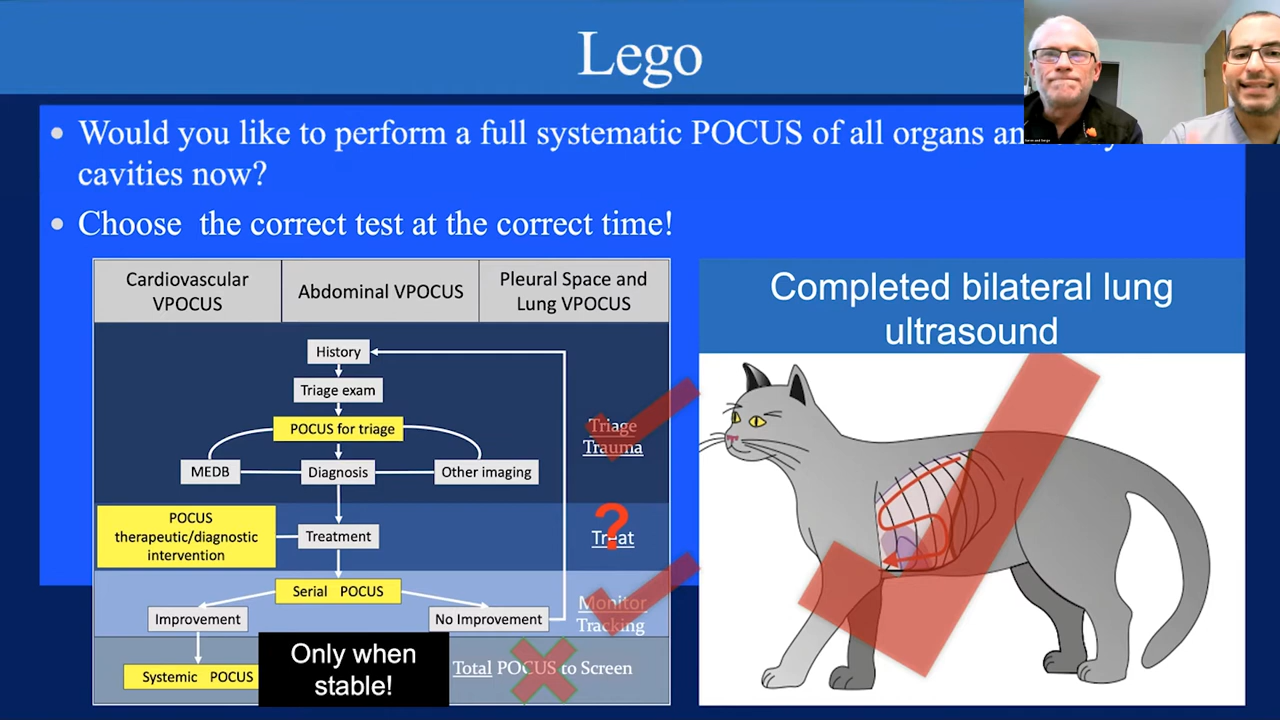 Lego
Would you like to perform a full systematic POCUS of all organs
cavities now?
Choose the correct test at the correct time!
Cardiovascular
VPOCUS
Abdominal VPOCUS
Pleural Space and
Lung VPOCUS
History
Triage exam
POCUS for triage
MEDB
Diagnosis
Other imaging
Triage
Trauma
POCUS
therapeutic/diagnostic
intervention
Treatment
?
Treat
Serial POCUS
Improvement
No Improvement
Monitor
Tracking
Systemic POCUS
Only when
stable!
Total POCUS to Screen
Completed bilateral lung
ultrasound